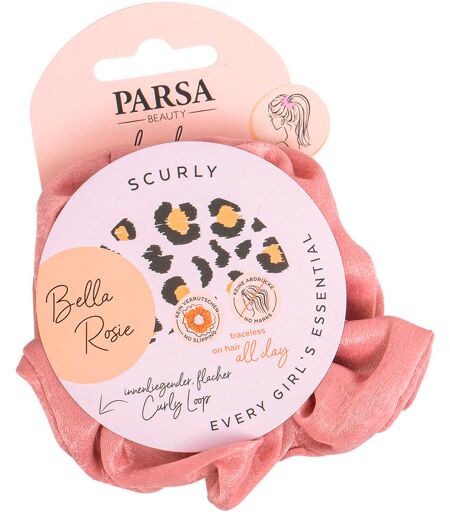 PARSA
BEAUTY
SCURLY
Bella
Rosie
KEIN VERRUTSCHEN
NO SLIPPING
KEINE ABDRÜCKE
NO MARKS
traceless
on hair all day
innenliegender, flacher
Curly Loop
EVERY GIRL'S ESSENTIAL